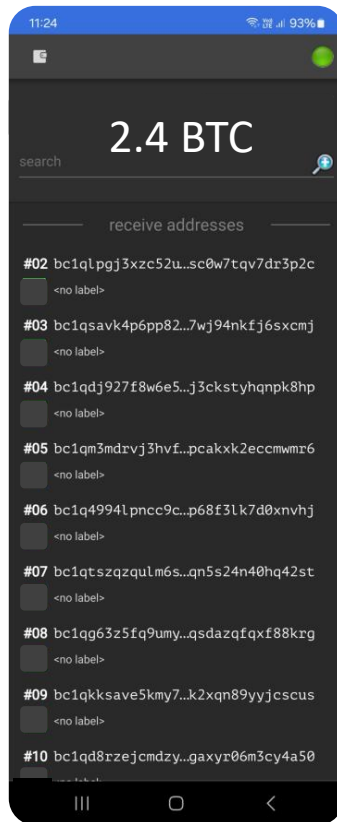 11:24 93%
2.4 BTC
search
receive addresses
#02 bc1qlpgj3xzc52u…sc0w7tqv7dr3p2c
<no label>
#03 bc1qsavk4p6pp82…7wj94nkfj6sxcmj
<no label>
#04 bc1qdj927f8w6e5…j3ckstyhqnpk8hp
<no label>
#05 bc1qm3mdrvj3hvf…pcakxk2eccmwmr6
<no label>
#06 bc1q4994lpncc9c…p68f3lk7d0xnvhj
<no label>
#07 bc1qtszqzqulm6s…qn5s24n40hq42st
<no label>
#08 bc1qg63z5fq9umy…qsdazqfqxf88krg
<no label>
#09 bc1qkksave5kmy7…k2xqn89yyjcscus
<no label>
#10 bc1qd8rzejcmdzy…gaxyr06m3cy4a50